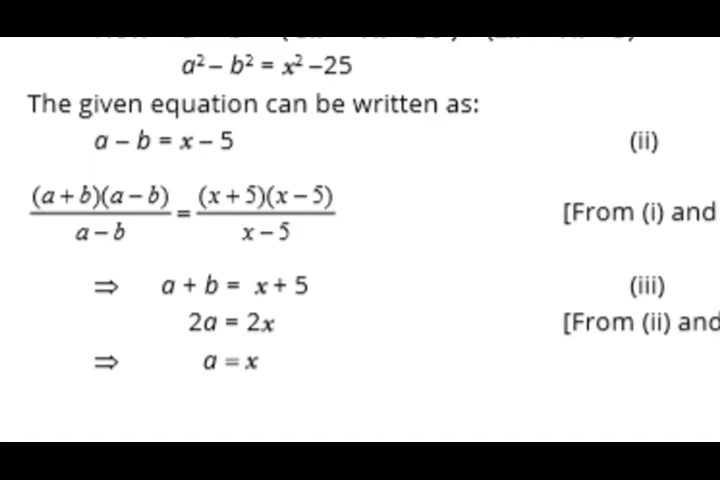 a² – b² = x² –25
The given equation can be written as:
a – b = x – 5 (ii)
(a + b)(a – b) / a – b = (x + 5)(x – 5) / x – 5 [From (i) and
⇒ a + b = x + 5 (iii)
2a = 2x [From (ii) and
⇒ a = x